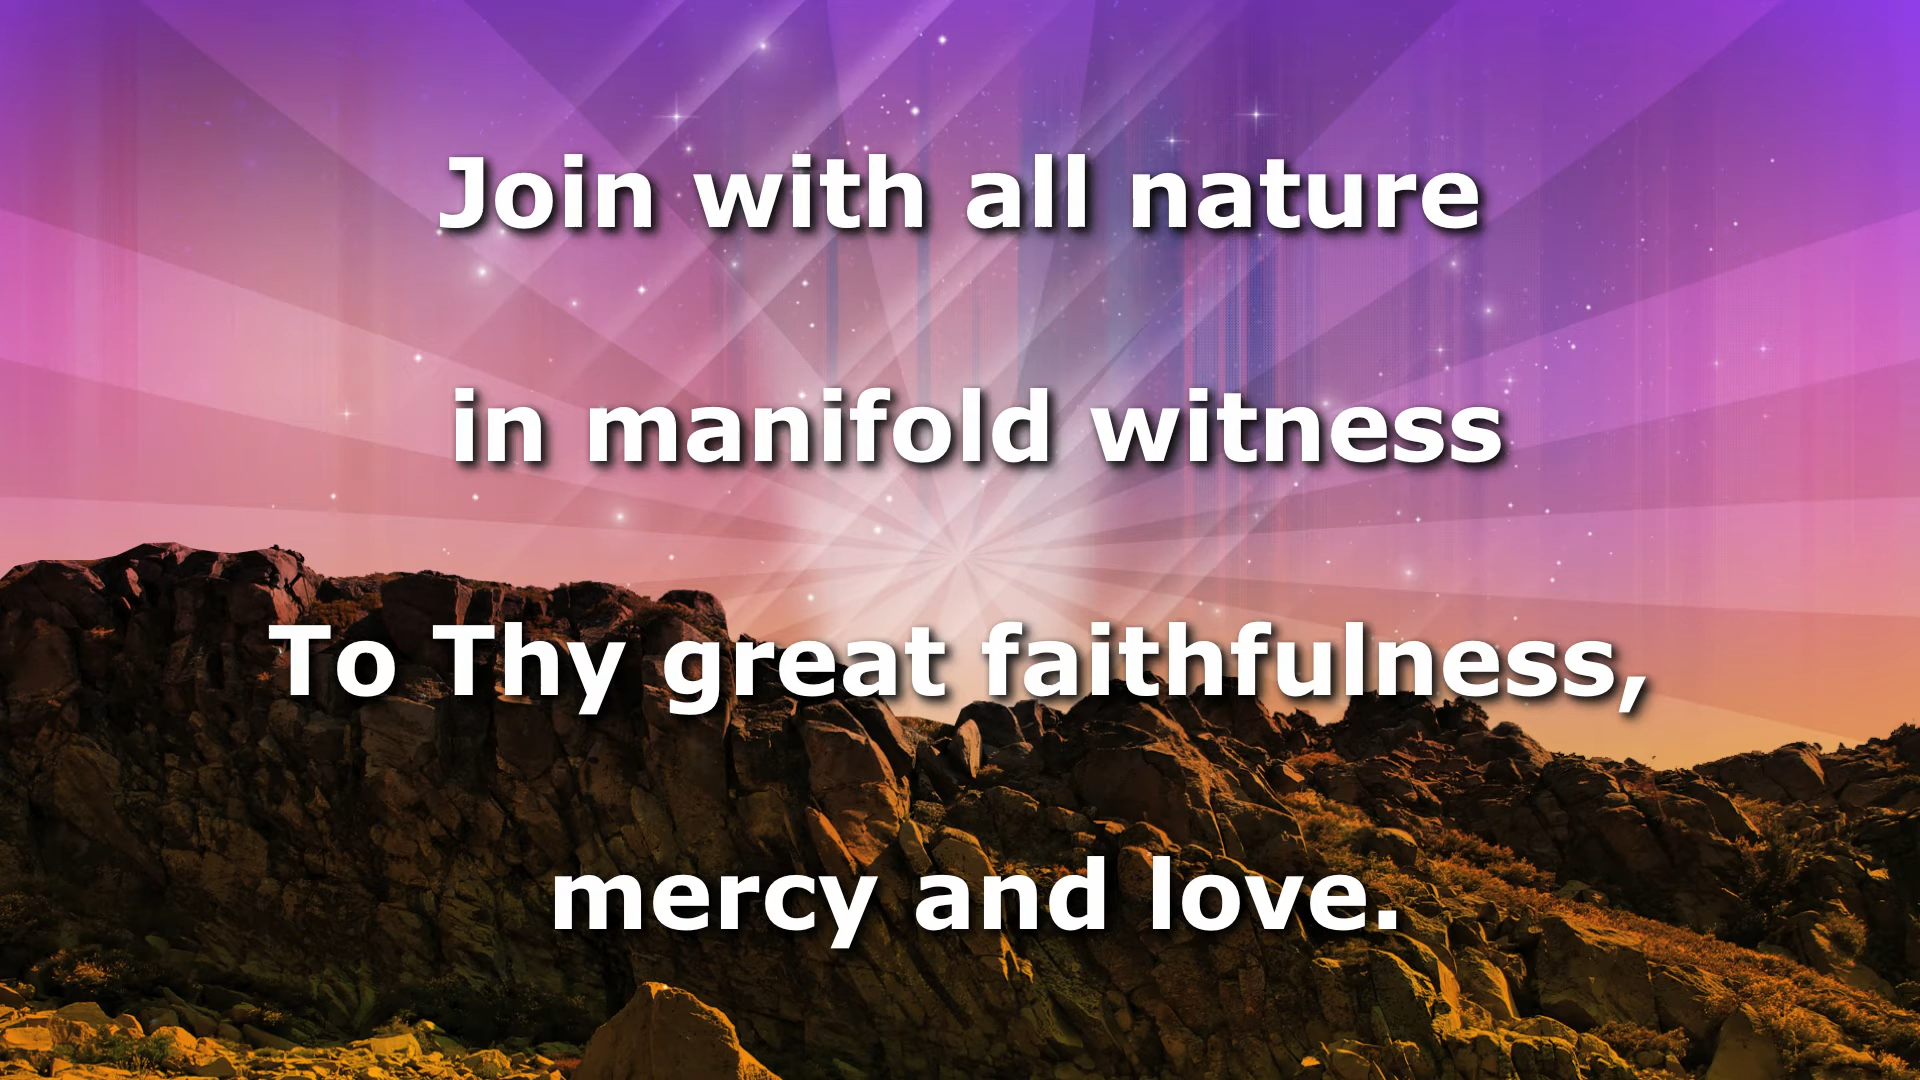 Join with all nature
in manifold witness
To Thy great faithfulness,
mercy and love.